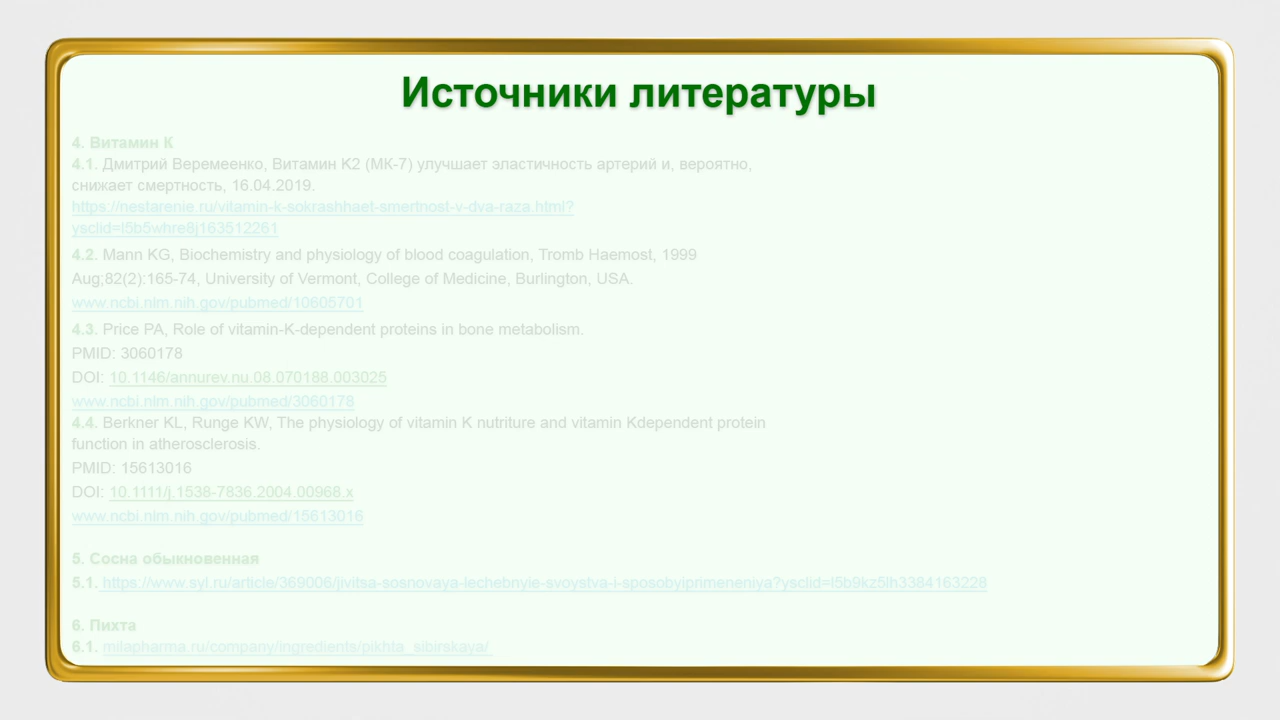 Источники литературы
4. Витамин К
4.1. Дмитрий Веремеенко, Витамин K2 (МК-7) улучшает эластичность артерий и, вероятно,
снижает смертность, 16.04.2019.
https://nestarenie.ru/vitamin-k-sokrashhaet-smertnost-v-dva-raza.html?
ysclid=l5b5whre8j163512261
4.2. Mann KG, Biochemistry and physiology of blood coagulation, Tromb Haemost, 1999
Aug;82(2):165-74, University of Vermont, College of Medicine, Burlington, USA.
www.ncbi.nlm.nih.gov/pubmed/10605701
4.3. Price PA, Role of vitamin-K-dependent proteins in bone metabolism.
PMID: 3060178
DOI: 10.1146/annurev.nu.08.070188.003025
www.ncbi.nlm.nih.gov/pubmed/3060178
4.4. Berkner KL, Runge KW, The physiology of vitamin K nutriture and vitamin Kdependent protein
function in atherosclerosis.
PMID: 15613016
DOI: 10.1111/j.1538-7836.2004.00968.x
www.ncbi.nlm.nih.gov/pubmed/15613016
5. Сосна обыкновенная
5.1. https://www.syl.ru/article/369006/jivitsa-sosnovaya-lechebnyie-svoystva-i-sposobyiprimeneniya?ysclid=l5b9kz5lh3384163228
6. Пихта
6.1. milapharma.ru/company/ingredients/pikhta_sibirskaya/